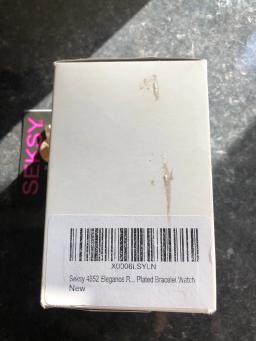 SEKSY
X0006LSYLN
Seksy 4852 Elegance R... Plated Bracelet Watch
New